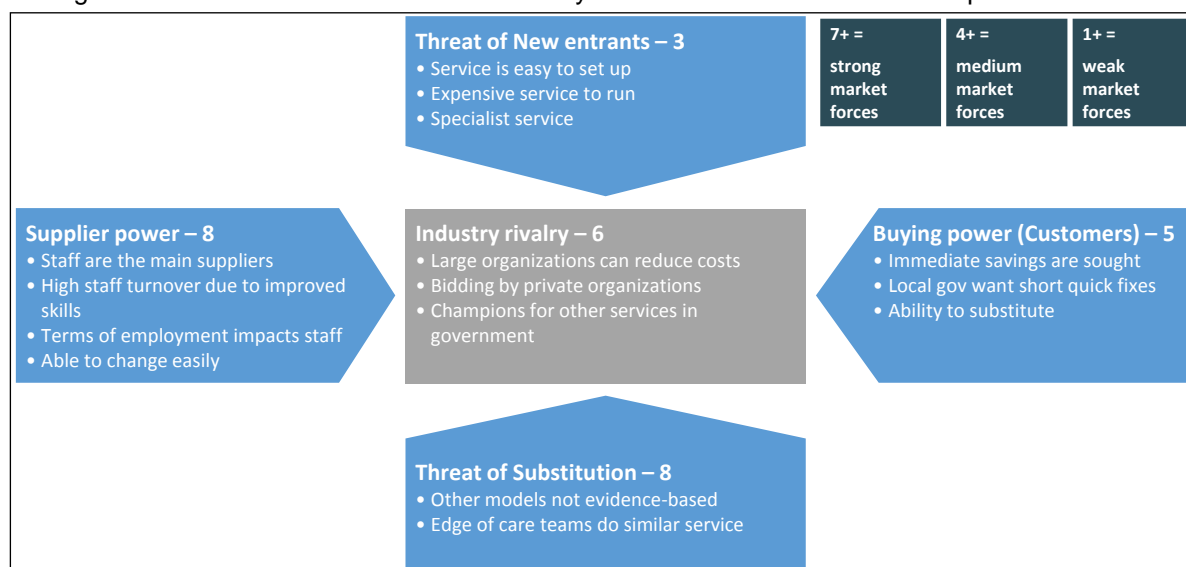 Threat of New entrants – 3
• Service is easy to set up
• Expensive service to run
• Specialist service
7+ =
strong
market
forces
4+ =
medium
market
forces
1+ =
weak
market
forces
Supplier power – 8
• Staff are the main suppliers
• High staff turnover due to improved
skills
• Terms of employment impacts staff
• Able to change easily
Industry rivalry – 6
• Large organizations can reduce costs
• Bidding by private organizations
• Champions for other services in
government
Buying power (Customers) – 5
• Immediate savings are sought
• Local gov want short quick fixes
• Ability to substitute
Threat of Substitution – 8
• Other models not evidence-based
• Edge of care teams do similar service